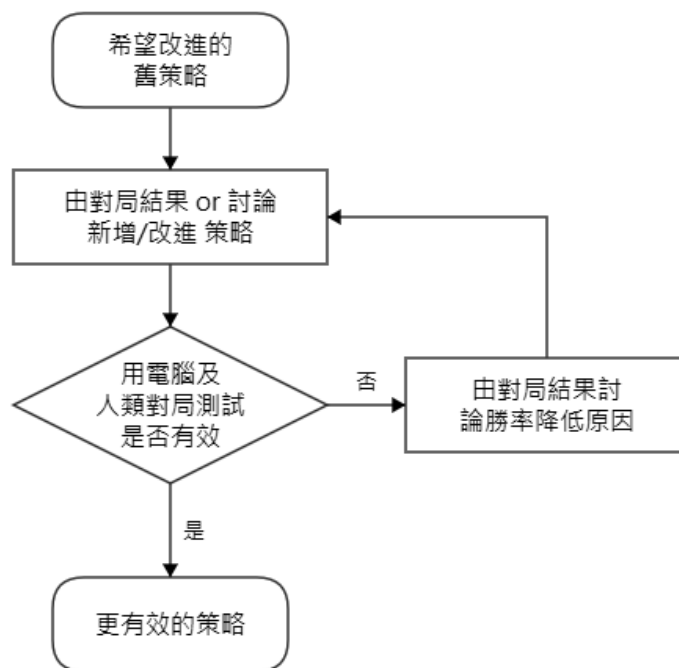 希望改進的
舊策略
由對局結果 or 討論
新增/改進 策略
用電腦及
人類對局測試
是否有效
否
由對局結果討
論勝率降低原因
是
更有效的策略